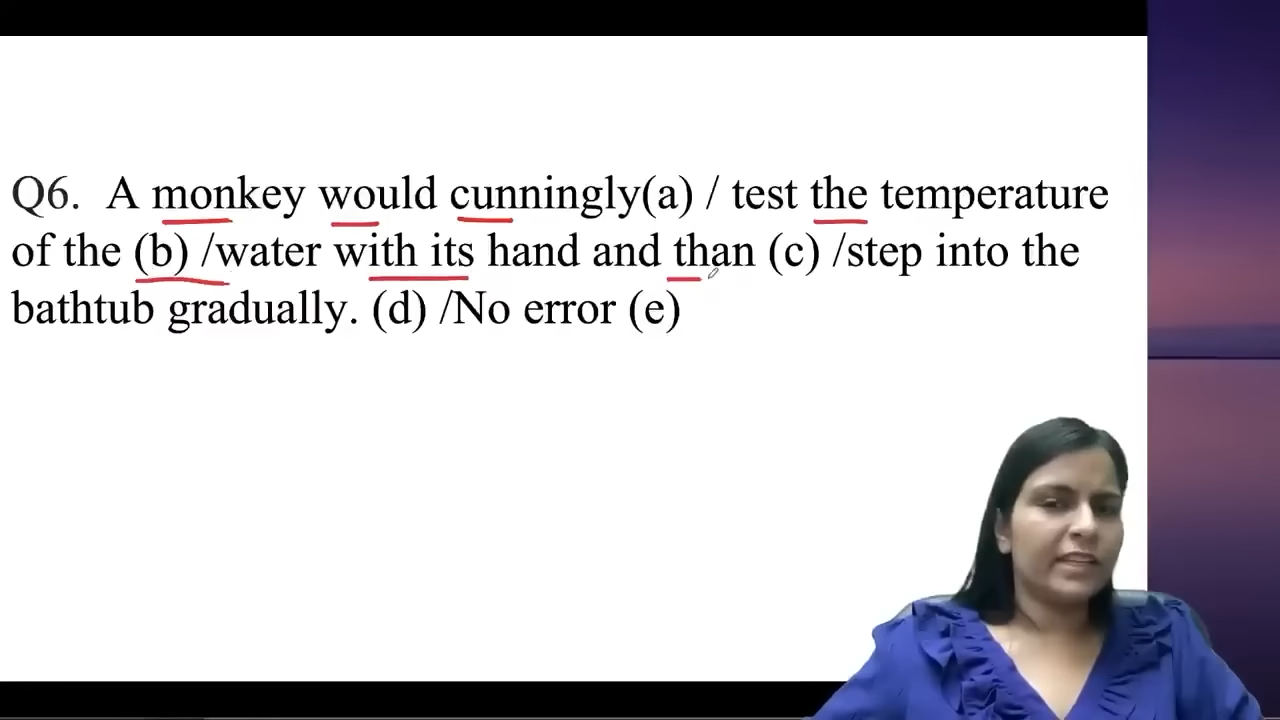 Q6. A monkey would cunningly(a) / test the temperature
of the (b) /water with its hand and than (c) /step into the
bathtub gradually. (d) /No error (e)